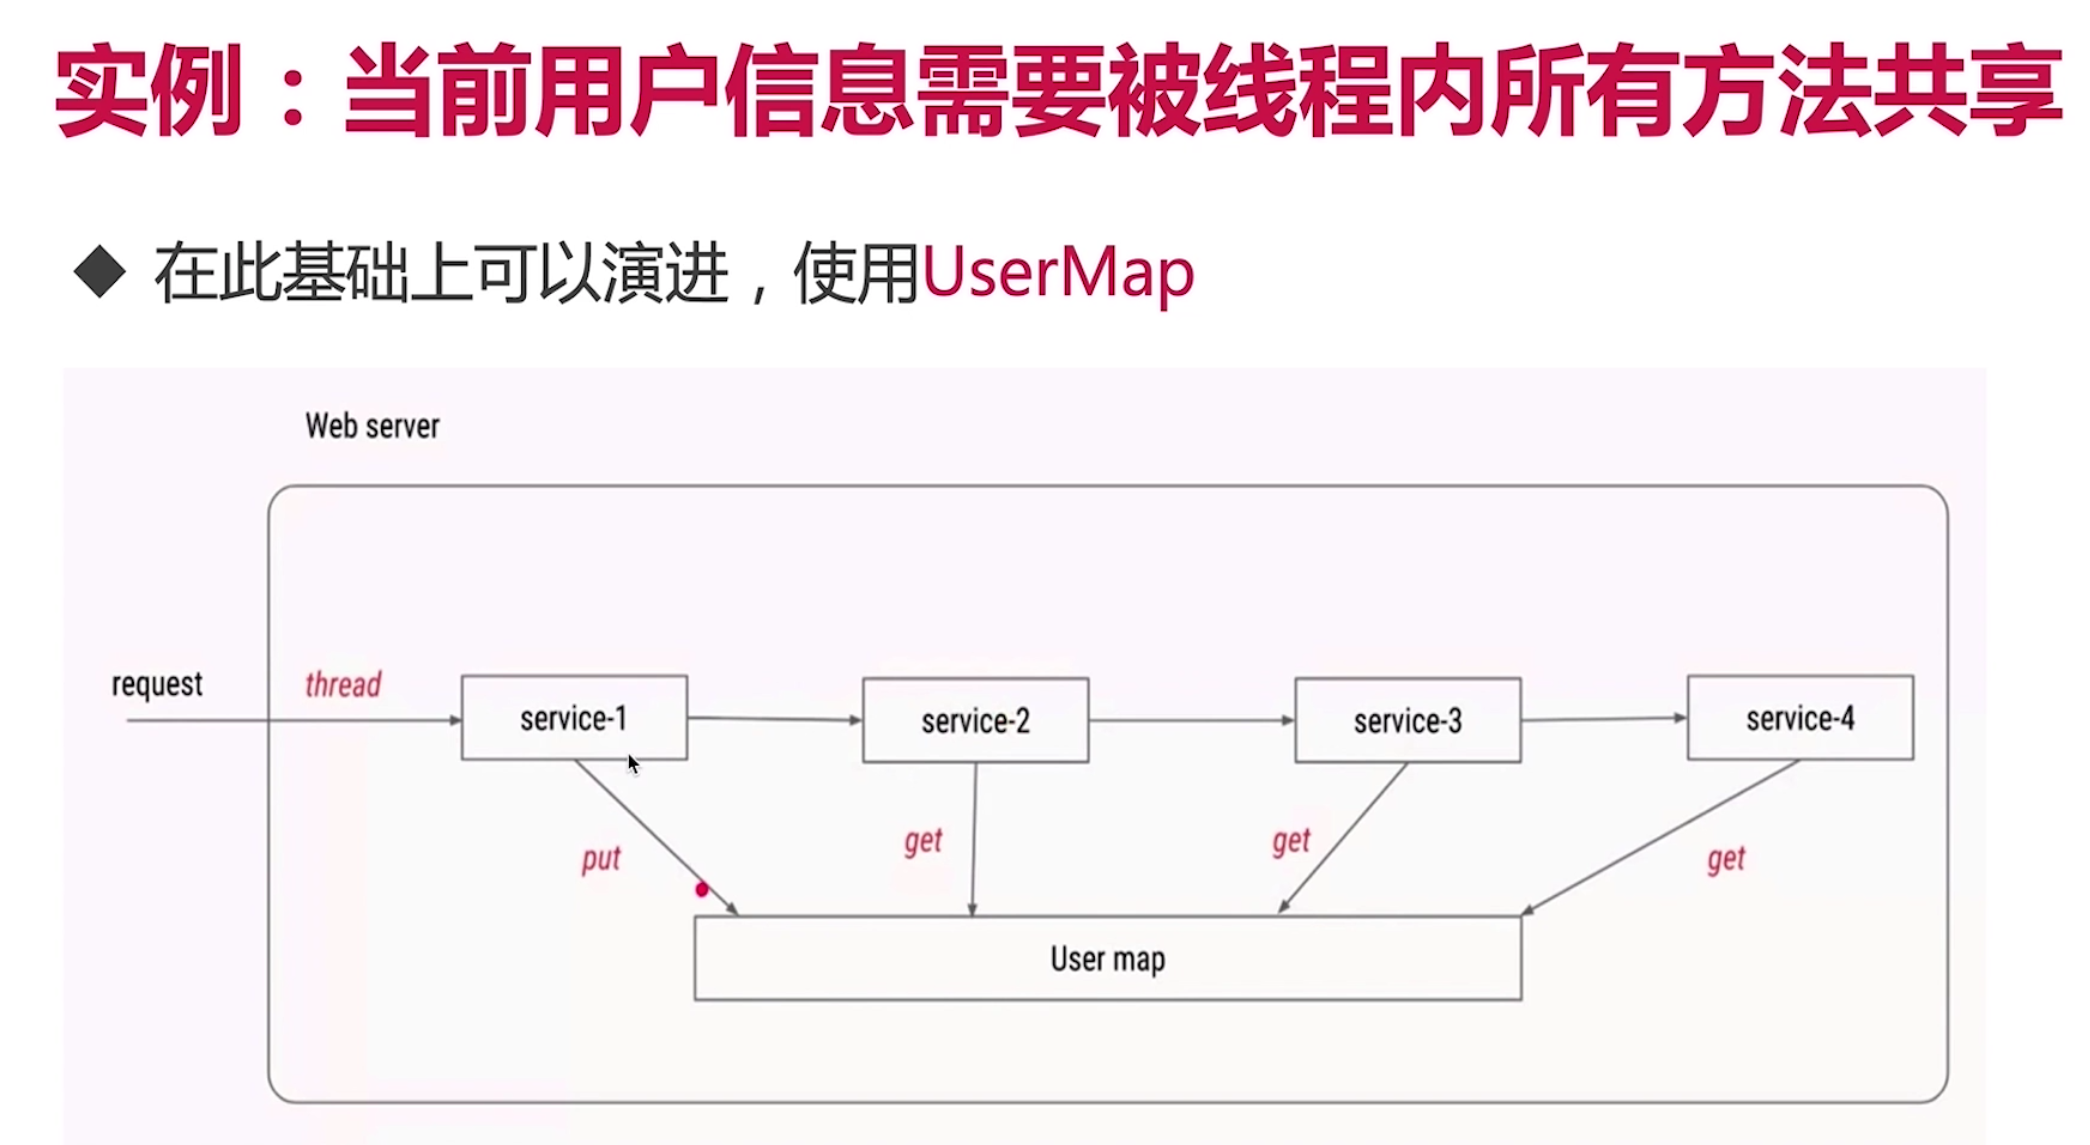 实例：当前用户信息需要被线程内所有方法共享
◆ 在此基础上可以演进，使用UserMap
Web server
request
thread
service-1
service-2
service-3
service-4
put
get
get
get
User map